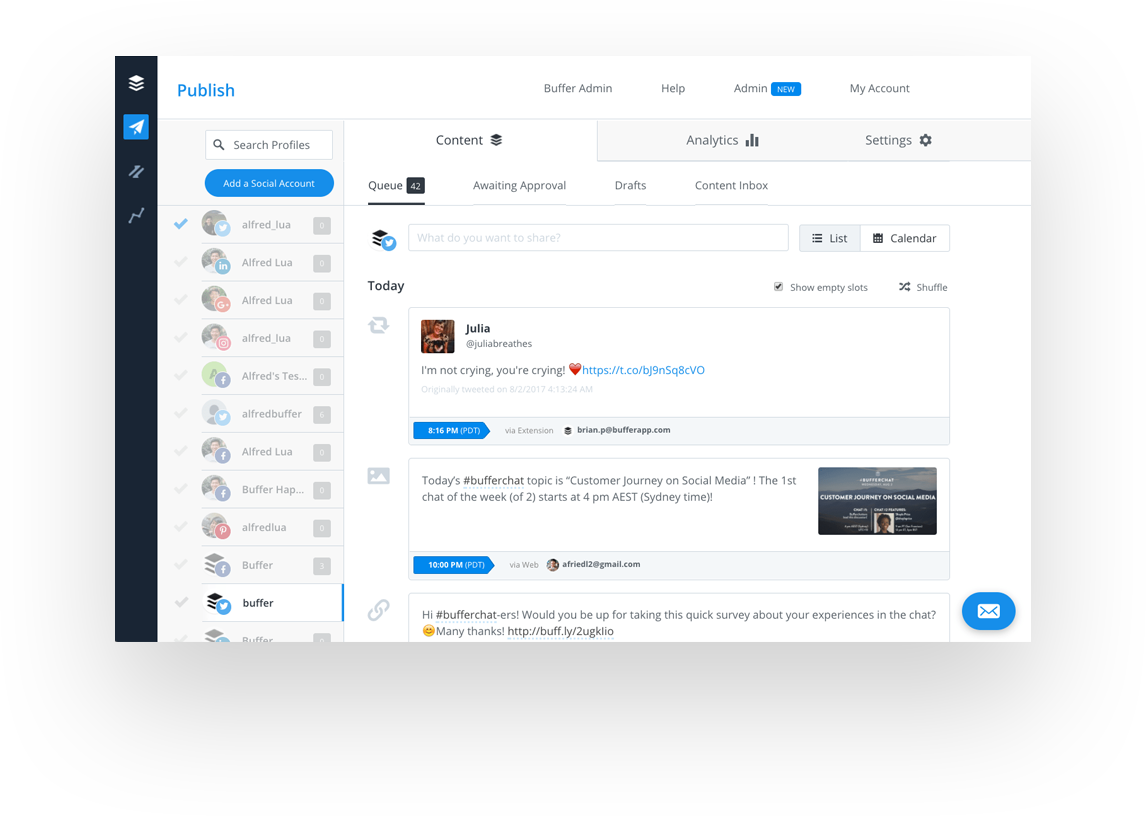 Publish
Buffer Admin
Help
Admin NEW
My Account
Search Profiles
Add a Social Account
Content
Analytics
Settings
Queue 42
Awaiting Approval
Drafts
Content Inbox
alfred_lua 0
Alfred Lua 0
Alfred Lua 0
alfred_lua 0
Alfred's Tes... 0
alfredbuffer 6
Alfred Lua 0
Buffer Hap... 0
alfredlua 0
Buffer 3
buffer
Buffer 0
What do you want to share?
List
Calendar
Today
Show empty slots
Shuffle
Julia
@juliabreathes
I'm not crying, you're crying! ❤️https://t.co/bJ9nSq8cVO
Originally tweeted on 8/2/2017 4:13:24 AM
8:16 PM (PDT)
via Extension
brian.p@bufferapp.com
Today's #bufferchat topic is "Customer Journey on Social Media" ! The 1st
chat of the week (of 2) starts at 4 pm AEST (Sydney time)!
#BUFFERCHAT
CUSTOMER JOURNEY ON SOCIAL MEDIA
10:00 PM (PDT)
via Web
afriedl2@gmail.com
Hi #bufferchat-ers! Would you be up for taking this quick survey about your experiences in the chat?
😊Many thanks! http://buff.ly/2ugkIio